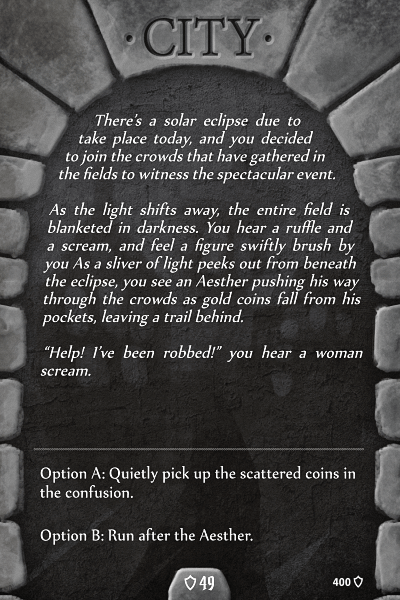 · CITY ·
There's a solar eclipse due to
take place today, and you decided
to join the crowds that have gathered in
the fields to witness the spectacular event.
As the light shifts away, the entire field is
blanketed in darkness. You hear a ruffle and
a scream, and feel a figure swiftly brush by
you As a sliver of light peeks out from beneath
the eclipse, you see an Aesther pushing his way
through the crowds as gold coins fall from his
pockets, leaving a trail behind.
“Help! I’ve been robbed!” you hear a woman
scream.
Option A: Quietly pick up the scattered coins in
the confusion.
Option B: Run after the Aesther.
49
400